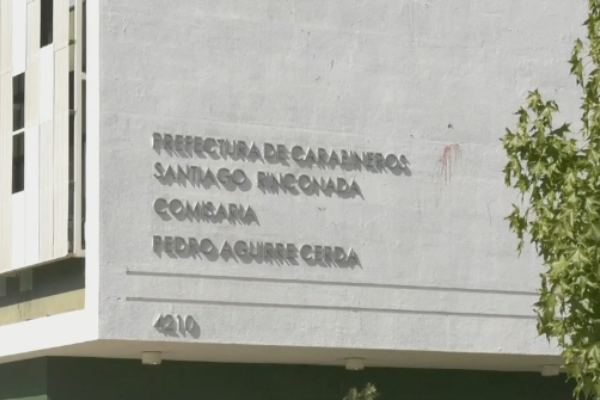 PREFECTURA DE CARABINEROS
SANTIAGO RINCONADA
COMISARIA
PEDRO AGUIRRE CERDA
4210